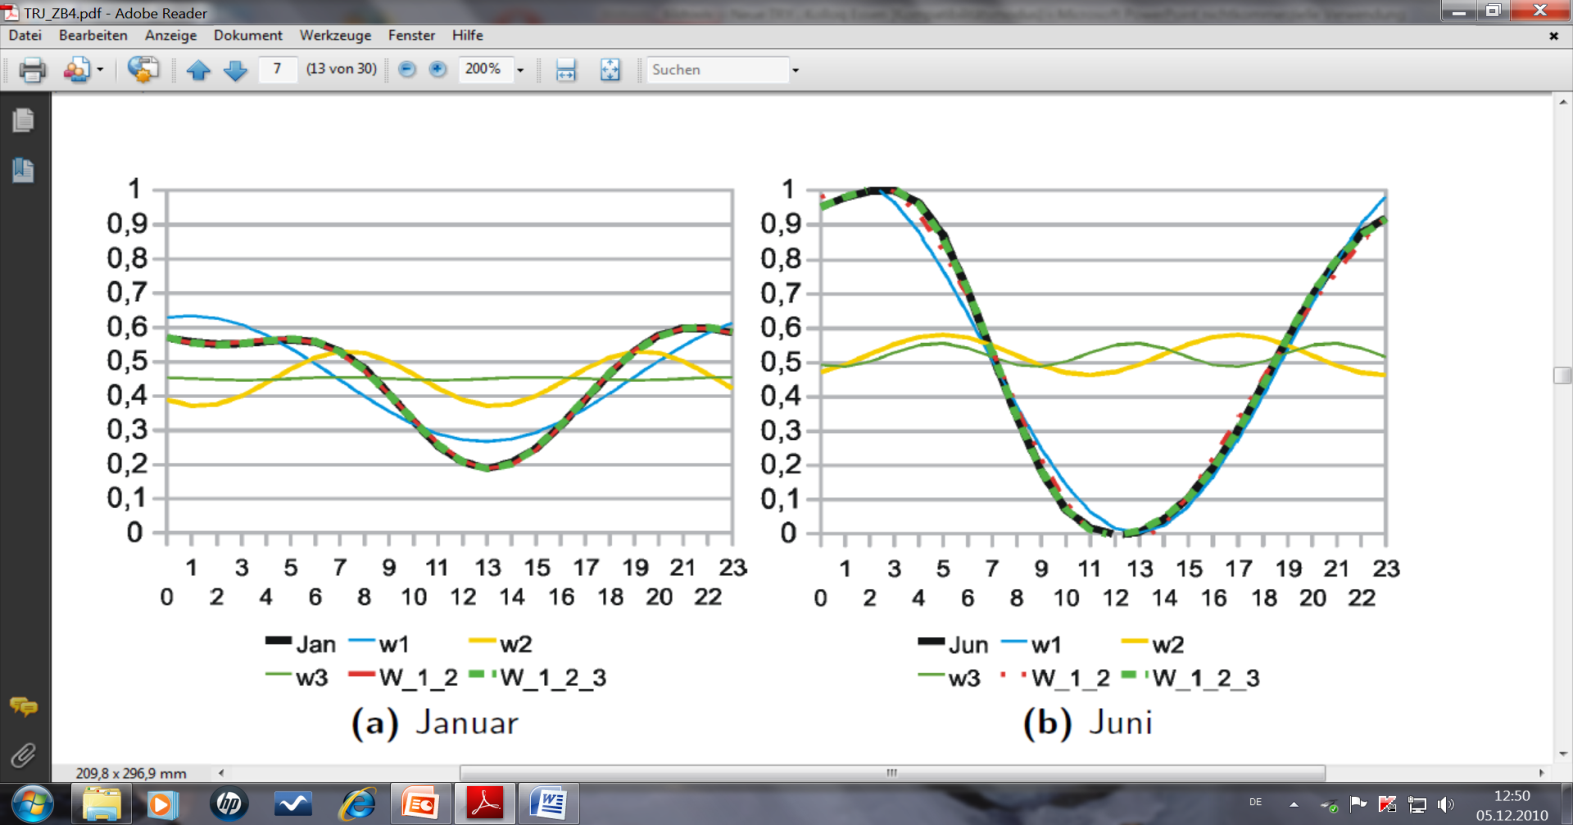 TRJ_ZB4.pdf - Adobe Reader
Datei Bearbeiten Anzeige Dokument Werkzeuge Fenster Hilfe
7 (13 von 30) 200% Suchen
1
0,9
0,8
0,7
0,6
0,5
0,4
0,3
0,2
0,1
0
1 3 5 7 9 11 13 15 17 19 21 23
0 2 4 6 8 10 12 14 16 18 20 22
Jan w1 w2
w3 W_1_2 W_1_2_3
(a) Januar
1
0,9
0,8
0,7
0,6
0,5
0,4
0,3
0,2
0,1
0
1 3 5 7 9 11 13 15 17 19 21 23
0 2 4 6 8 10 12 14 16 18 20 22
Jun w1 w2
w3 W_1_2 W_1_2_3
(b) Juni
209,8 x 296,9 mm
hp
DE
12:50
05.12.2010